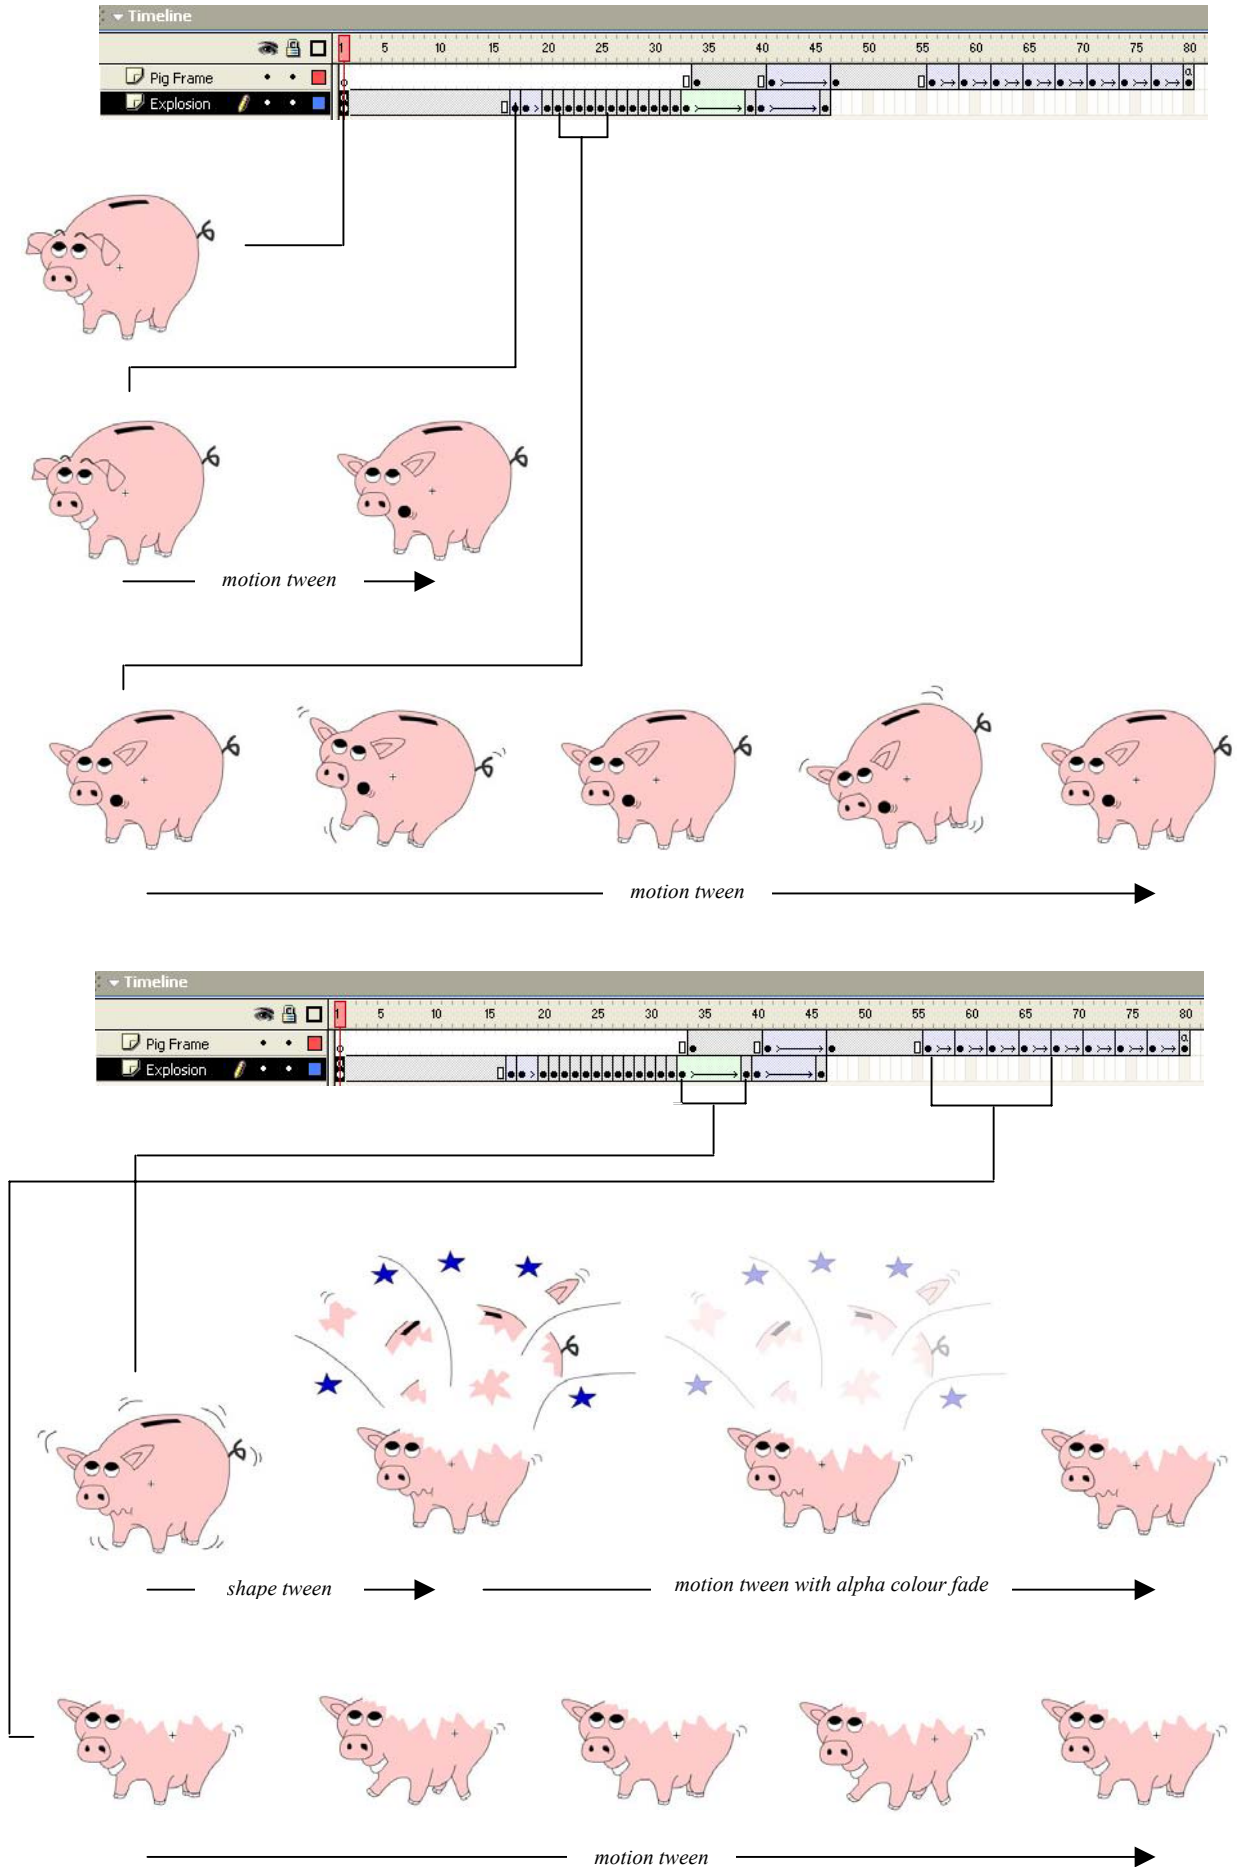 Timeline
1 5 10 15 20 25 30 35 40 45 50 55 60 65 70 75 80
Pig Frame
a
Explosion
a
motion tween
motion tween
Timeline
1 5 10 15 20 25 30 35 40 45 50 55 60 65 70 75 80
Pig Frame
a
Explosion
a
shape tween
motion tween with alpha colour fade
motion tween